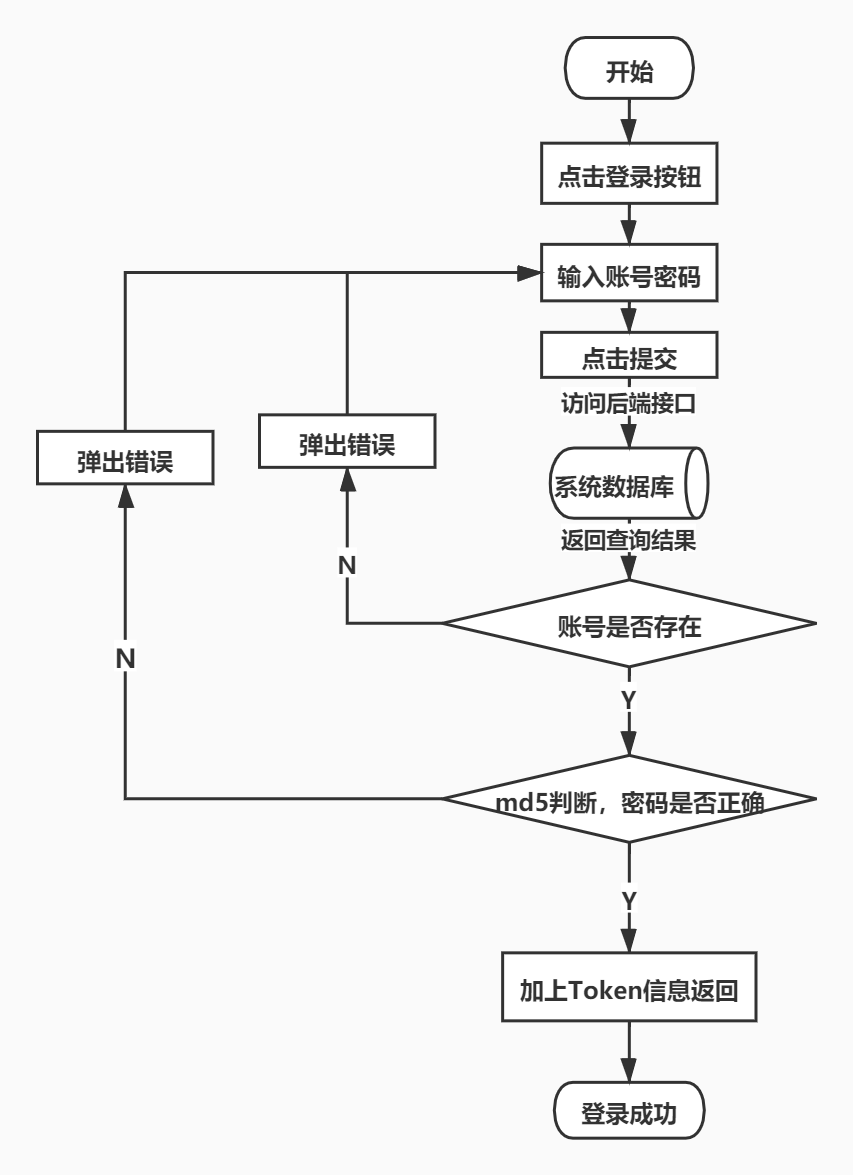 开始
点击登录按钮
输入账号密码
点击提交
访问后端接口
弹出错误
弹出错误
系统数据库
返回查询结果
N
账号是否存在
N
Y
md5判断，密码是否正确
Y
加上Token信息返回
登录成功